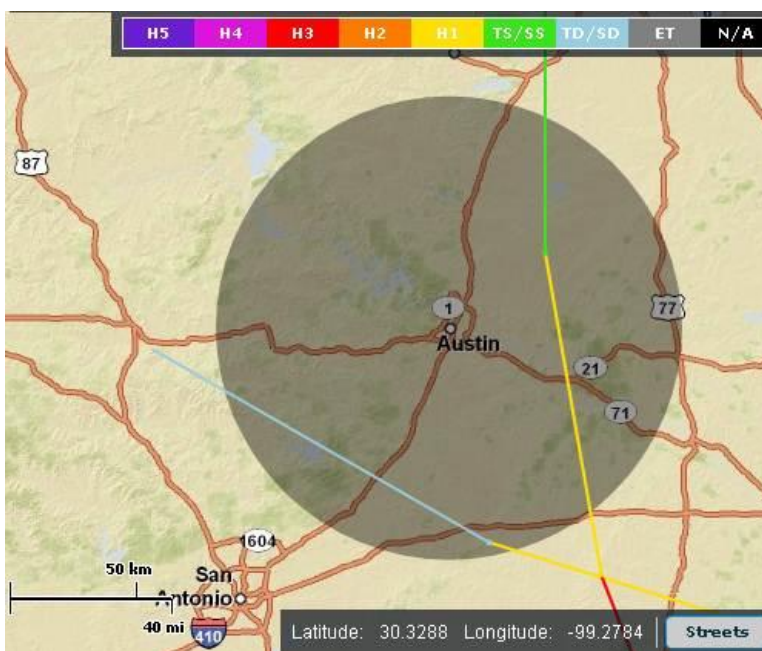 H5 H4 H3 H2 H1 TS/SS TD/SD ET N/A
87
1
77
Austin
21
71
1604
50 km
San
Antonio
40 mi
410
Latitude: 30.3288 Longitude: -99.2784 Streets